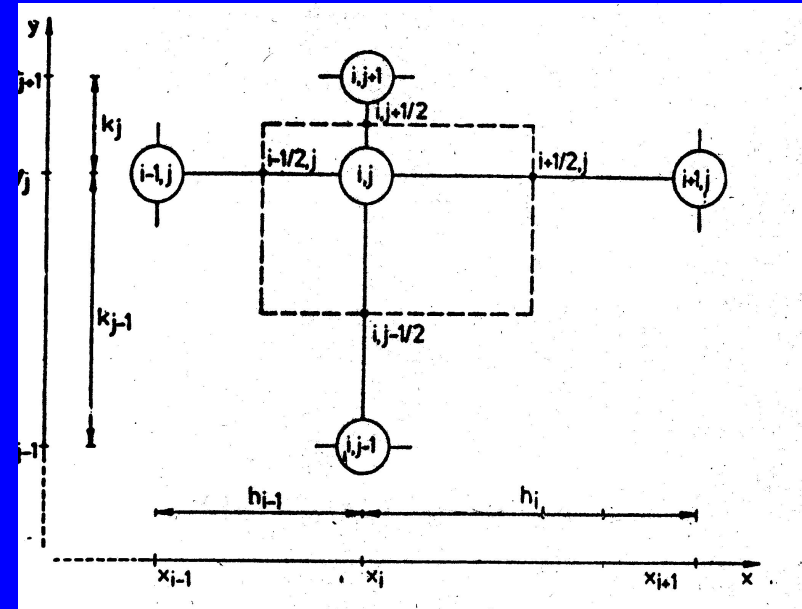 y
j+1
i,j+1
kj
i,j+1/2
yj
i-1,j
i-1/2,j
i,j
i+1/2,j
i+1,j
kj-1
i,j-1/2
j-1
i,j-1
hi-1
hi
xi-1
xi
xi+1
x